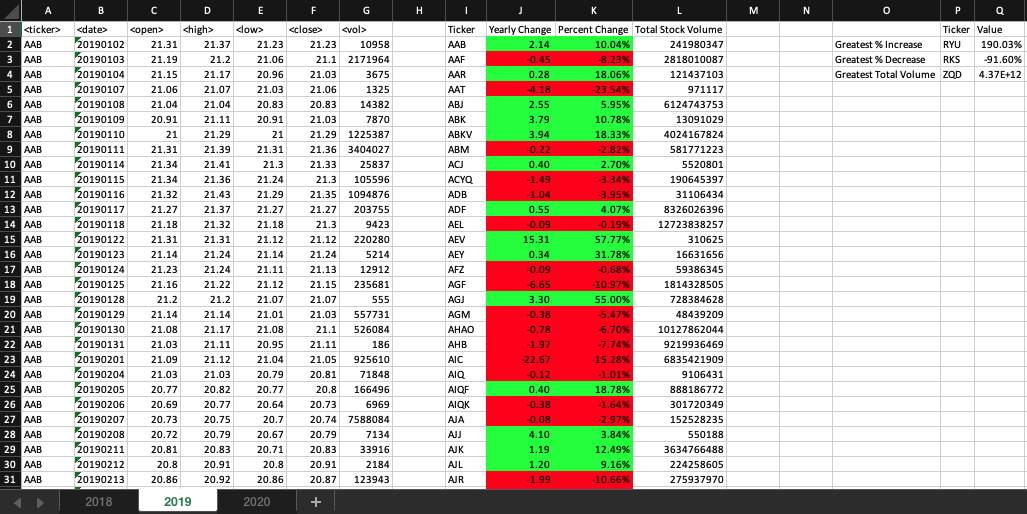 A B C D E F G H I J K L M N O P Q
1 <ticker> <date> <open> <high> <low> <close> <vol> Ticker Yearly Change Percent Change Total Stock Volume Ticker Value
2 AAB 20190102 21.31 21.37 21.23 21.23 10958 AAB 2.14 10.04% 241980347 Greatest % Increase RYU 190.03%
3 AAB 20190103 21.19 21.2 21.06 21.1 2171964 AAF -0.45 -8.23% 2818010087 Greatest % Decrease RKS -91.60%
4 AAB 20190104 21.15 21.17 20.96 21.03 3675 AAR 0.28 18.06% 121437103 Greatest Total Volume ZQD 4.37E+12
5 AAB 20190107 21.06 21.07 21.03 21.06 1325 AAT -4.18 -23.54% 971117
6 AAB 20190108 21.04 21.04 20.83 20.83 14382 ABJ 2.55 5.95% 6124743753
7 AAB 20190109 20.91 21.11 20.91 21.03 7870 ABK 3.79 10.78% 13091029
8 AAB 20190110 21 21.29 21 21.29 1225387 ABKV 3.94 18.33% 4024167824
9 AAB 20190111 21.31 21.39 21.31 21.36 3404027 ABM -0.22 -2.82% 581771223
10 AAB 20190114 21.34 21.41 21.3 21.33 25837 ACJ 0.40 2.70% 5520801
11 AAB 20190115 21.34 21.36 21.24 21.3 105596 ACYQ -1.49 -3.34% 190645397
12 AAB 20190116 21.32 21.43 21.29 21.35 1094876 ADB -1.04 -3.95% 31106434
13 AAB 20190117 21.27 21.37 21.27 21.27 203755 ADF 0.55 4.07% 8326026396
14 AAB 20190118 21.18 21.32 21.18 21.3 9423 AEL -0.09 -0.19% 12723838257
15 AAB 20190122 21.31 21.31 21.12 21.12 220280 AEV 15.31 57.77% 310625
16 AAB 20190123 21.14 21.24 21.14 21.24 5214 AEY 0.34 31.78% 16631656
17 AAB 20190124 21.23 21.24 21.11 21.13 12912 AFZ -0.09 -0.68% 59386345
18 AAB 20190125 21.16 21.22 21.12 21.15 235681 AGF -6.65 -10.97% 1814328505
19 AAB 20190128 21.2 21.2 21.07 21.07 555 AGJ 3.30 55.00% 728384628
20 AAB 20190129 21.14 21.14 21.01 21.03 557731 AGM -0.38 -5.47% 48439209
21 AAB 20190130 21.08 21.17 21.08 21.1 526084 AHAO -0.78 -6.70% 10127862044
22 AAB 20190131 21.03 21.11 20.95 21.11 186 AHB -1.97 -7.74% 9219936469
23 AAB 20190201 21.09 21.12 21.04 21.05 925610 AIC -22.67 -15.28% 6835421909
24 AAB 20190204 21.03 21.03 20.79 20.81 71848 AIQ -0.12 -1.01% 9106431
25 AAB 20190205 20.77 20.82 20.77 20.8 166496 AIQF 0.40 18.78% 888186772
26 AAB 20190206 20.69 20.77 20.64 20.73 6969 AIQK -0.38 -1.64% 301720349
27 AAB 20190207 20.73 20.75 20.7 20.74 7588084 AJA -0.08 -2.97% 152528235
28 AAB 20190208 20.72 20.79 20.67 20.79 7134 AJJ 4.10 3.84% 550188
29 AAB 20190211 20.81 20.83 20.71 20.83 33916 AJK 1.19 12.49% 3634766488
30 AAB 20190212 20.8 20.91 20.8 20.91 2184 AJL 1.20 9.16% 224258605
31 AAB 20190213 20.86 20.92 20.86 20.87 123943 AJR -1.99 -10.66% 275937970
2018 2019 2020 +